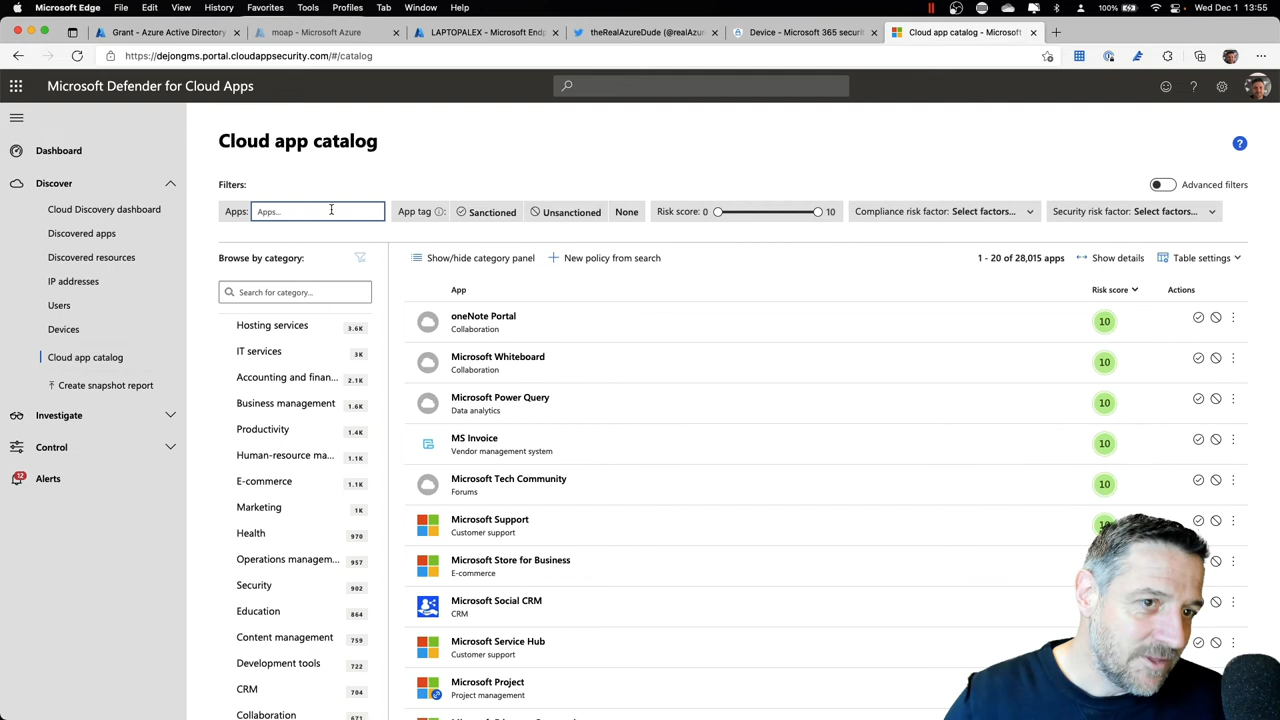 Microsoft Edge File Edit View History Favorites Tools Profiles Tab Window Help 100% Wed Dec 1 13:55
Grant - Azure Active Directory moap - Microsoft Azure LAPTOPALEX - Microsoft Endp theRealAzureDude (@realAzur Device - Microsoft 365 securit Cloud app catalog - Microsoft
https://dejongms.portal.cloudappsecurity.com/#/catalog
Microsoft Defender for Cloud Apps
Dashboard
Discover
Cloud Discovery dashboard
Discovered apps
Discovered resources
IP addresses
Users
Devices
Cloud app catalog
Create snapshot report
Investigate
Control
12
Alerts
Cloud app catalog
Filters:
Advanced filters
Apps: Apps... App tag Sanctioned Unsanctioned None Risk score: 0 10 Compliance risk factor: Select factors... Security risk factor: Select factors...
Browse by category:
Search for category...
Hosting services 3.6K
IT services 3K
Accounting and finan... 2.1K
Business management 1.6K
Productivity 1.4K
Human-resource ma... 1.1K
E-commerce 1.1K
Marketing 1K
Health 970
Operations managem... 957
Security 902
Education 864
Content management 759
Development tools 722
CRM 704
Collaboration 671
Show/hide category panel New policy from search 1 - 20 of 28,015 apps Show details Table settings
App Risk score Actions
oneNote Portal
Collaboration
10
Microsoft Whiteboard
Collaboration
10
Microsoft Power Query
Data analytics
10
MS Invoice
Vendor management system
10
Microsoft Tech Community
Forums
10
Microsoft Support
Customer support
10
Microsoft Store for Business
E-commerce
Microsoft Social CRM
CRM
Microsoft Service Hub
Customer support
Microsoft Project
Project management